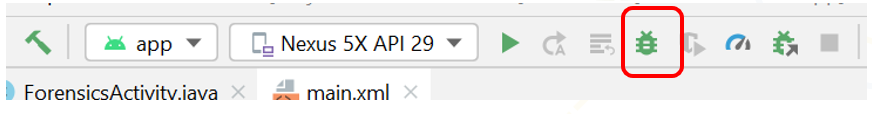 app Nexus 5X API 29
ForensicsActivity.java main.xml